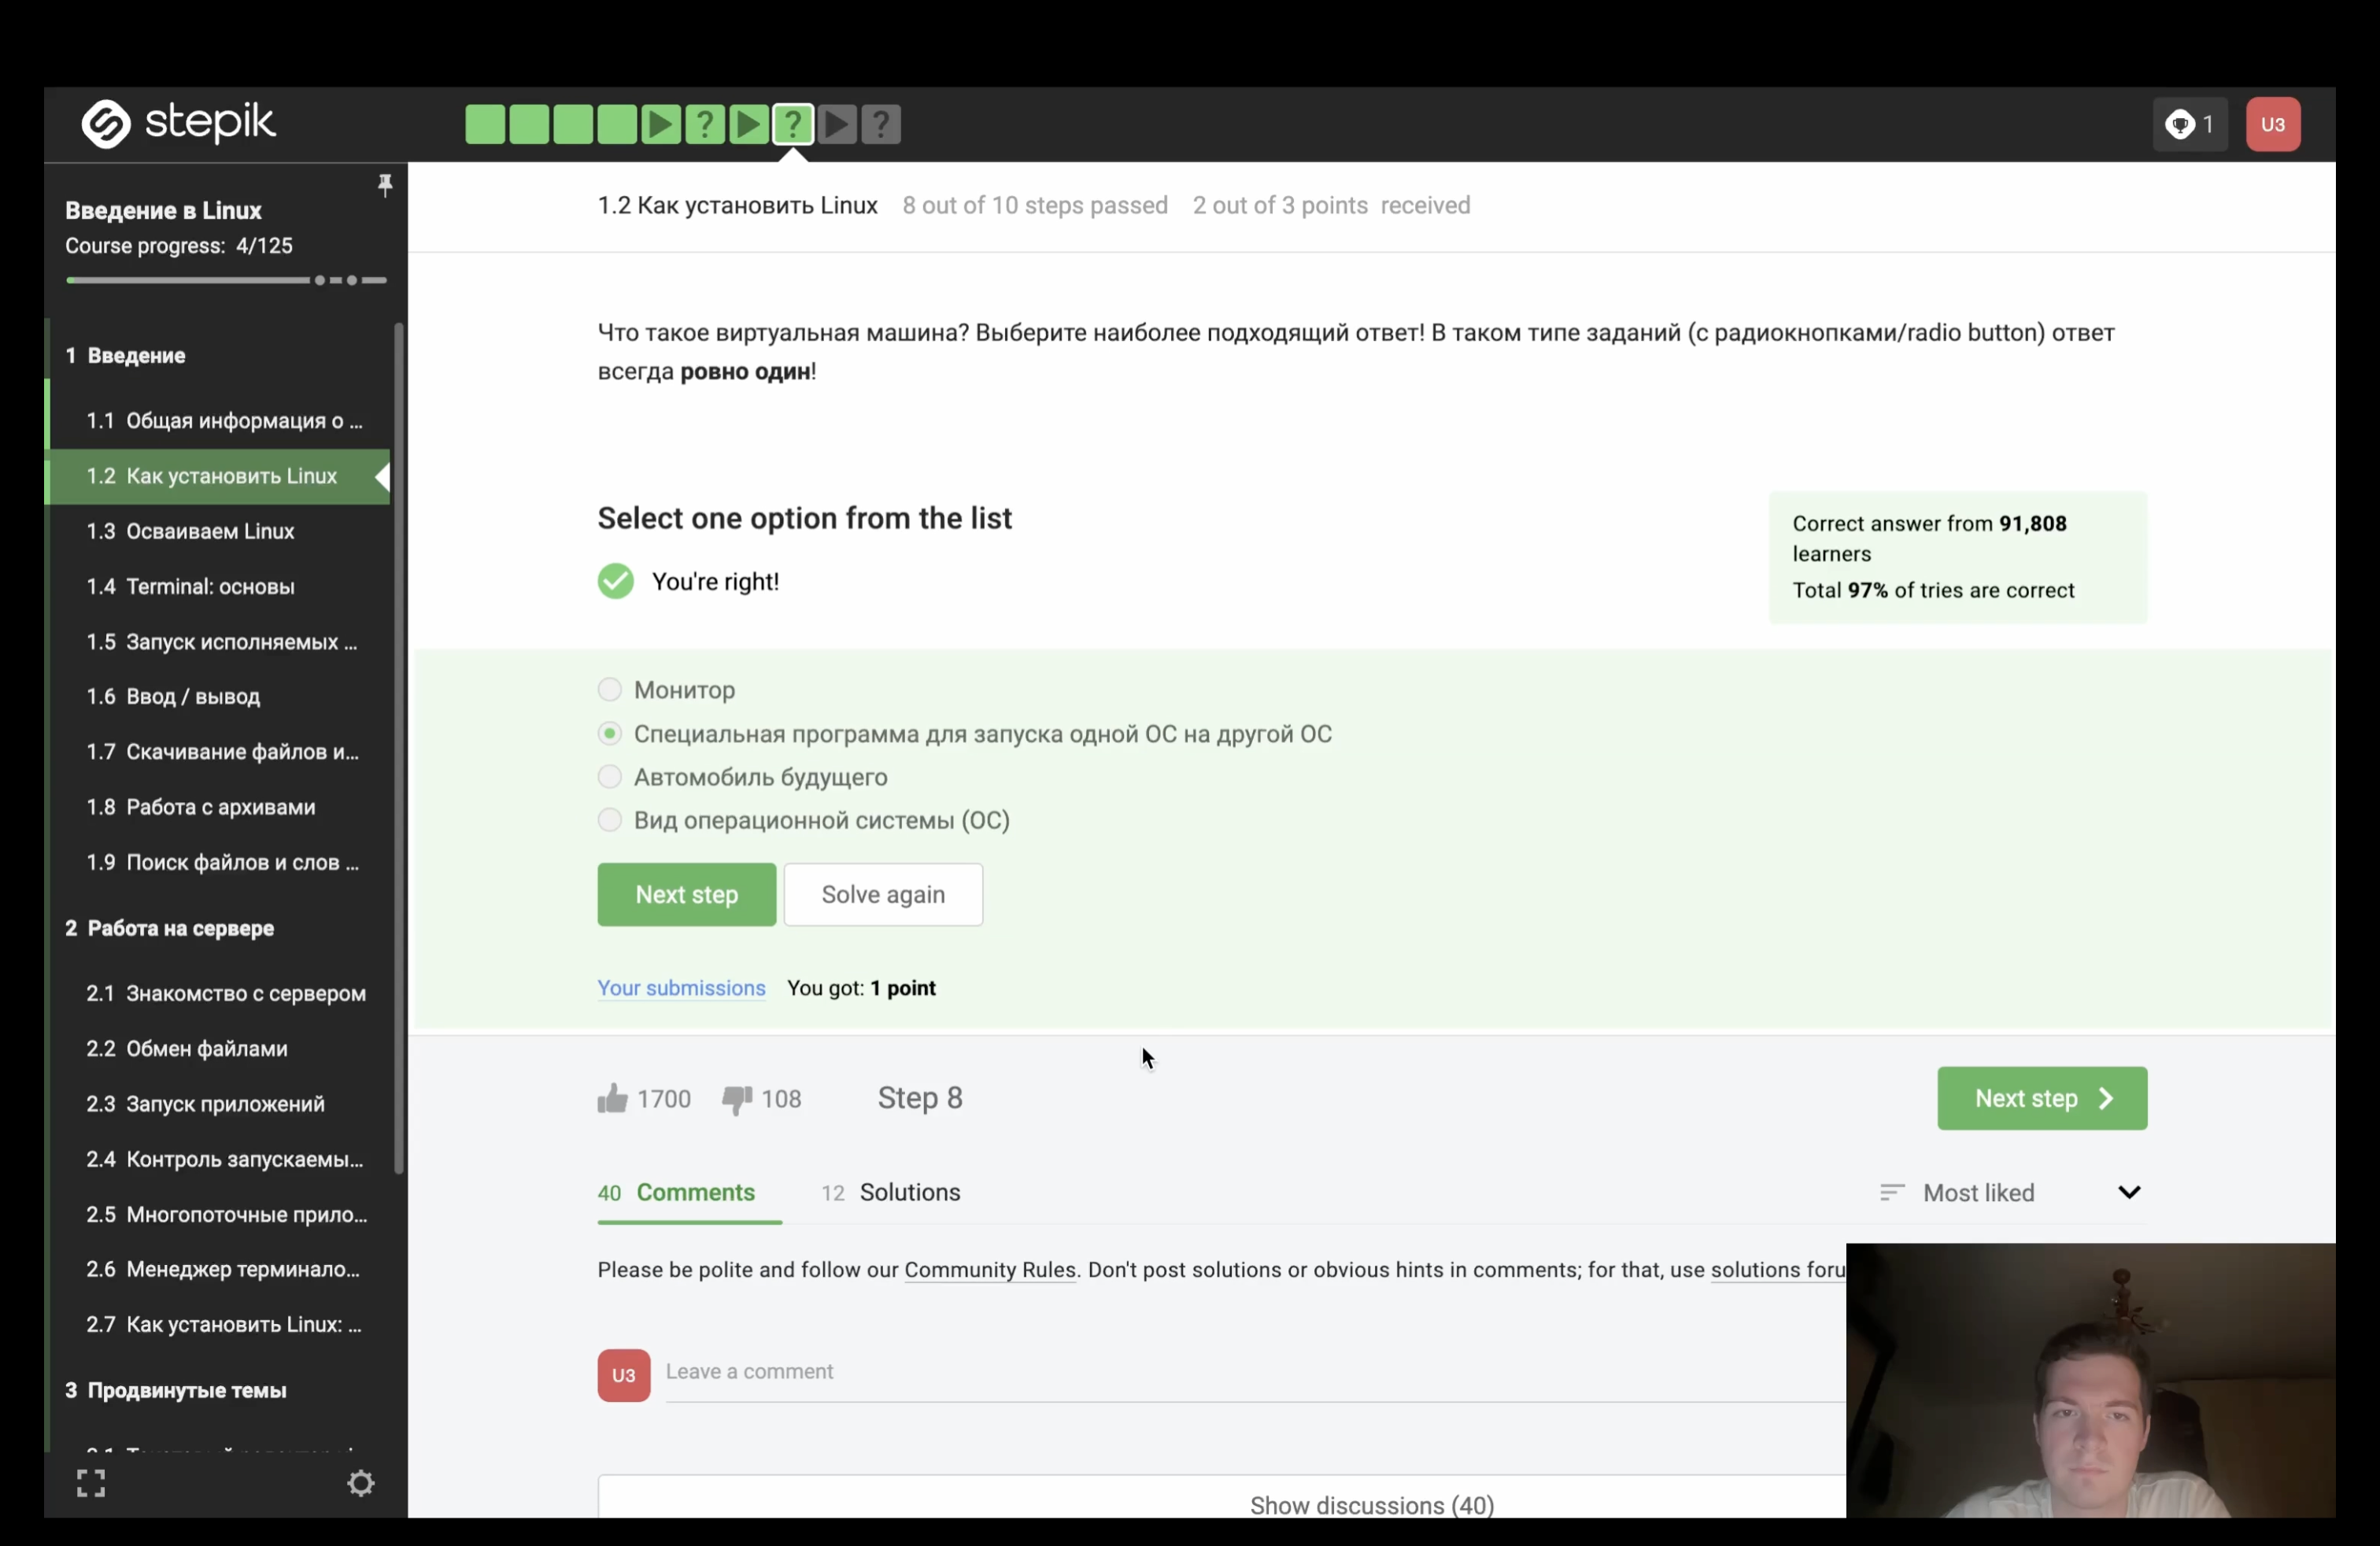 stepik
? ? ?
1
U3
Введение в Linux
Course progress: 4/125
1 Введение
1.1 Общая информация о ...
1.2 Как установить Linux
1.3 Осваиваем Linux
1.4 Terminal: основы
1.5 Запуск исполняемых ...
1.6 Ввод / вывод
1.7 Скачивание файлов и...
1.8 Работа с архивами
1.9 Поиск файлов и слов ...
2 Работа на сервере
2.1 Знакомство с сервером
2.2 Обмен файлами
2.3 Запуск приложений
2.4 Контроль запускаемы...
2.5 Многопоточные прило...
2.6 Менеджер терминало...
2.7 Как установить Linux: ...
3 Продвинутые темы
1.2 Как установить Linux 8 out of 10 steps passed 2 out of 3 points received
Что такое виртуальная машина? Выберите наиболее подходящий ответ! В таком типе заданий (с радиокнопками/radio button) ответ
всегда ровно один!
Select one option from the list
You're right!
Correct answer from 91,808
learners
Total 97% of tries are correct
Монитор
Специальная программа для запуска одной ОС на другой ОС
Автомобиль будущего
Вид операционной системы (ОС)
Next step Solve again
Your submissions You got: 1 point
1700 108 Step 8 Next step
40 Comments 12 Solutions Most liked
Please be polite and follow our Community Rules. Don't post solutions or obvious hints in comments; for that, use solutions foru
U3 Leave a comment
Show discussions (40)